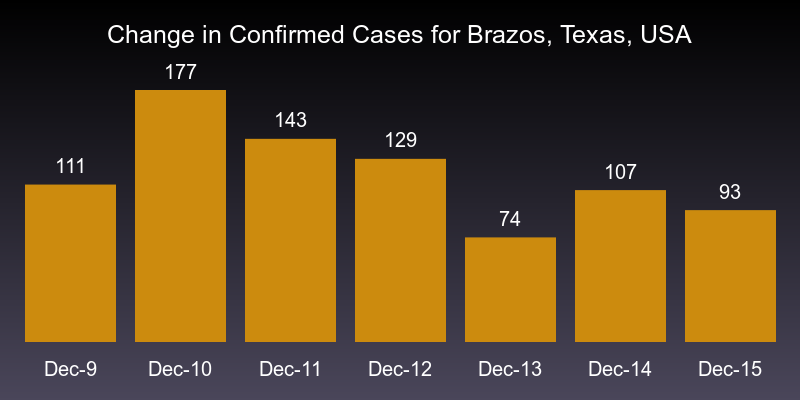 Change in Confirmed Cases for Brazos, Texas, USA
111
177
143
129
74
107
93
Dec-9
Dec-10
Dec-11
Dec-12
Dec-13
Dec-14
Dec-15